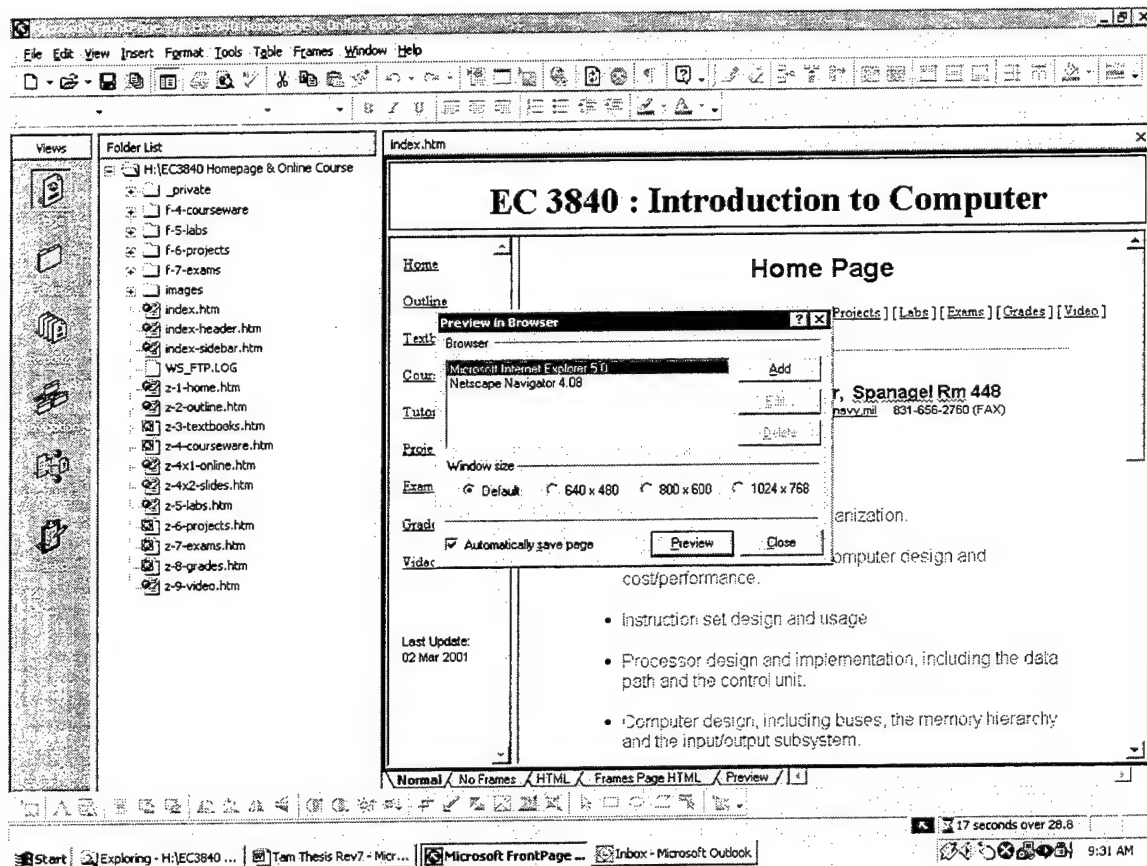 File Edit View Insert Format Tools Table Frames Window Help
Views
Folder List
index.htm
H:\EC3840 Homepage & Online Course
_private
f-4-courseware
f-5-labs
f-6-projects
f-7-exams
images
index.htm
index-header.htm
index-sidebar.htm
WS_FTP.LOG
z-1-home.htm
z-2-outline.htm
z-3-textbooks.htm
z-4-courseware.htm
z-4x1-online.htm
z-4x2-slides.htm
z-5-labs.htm
z-6-projects.htm
z-7-exams.htm
z-8-grades.htm
z-9-video.htm
EC 3840 : Introduction to Computer
Home
Outline
Textb
Cour
Tutor
Proje
Exam
Grade
Video
Last Update:
02 Mar 2001
Home Page
Projects ] [ Labs ] [ Exams ] [ Grades ] [ Video ]
r, Spanagel Rm 448
navy.mil 831-656-2760 (FAX)
anization.
omputer design and
cost/performance.
• Instruction set design and usage
• Processor design and implementation, including the data
path and the control unit.
• Computer design, including buses, the memory hierarchy
and the input/output subsystem.
Preview in Browser
Browser
Microsoft Internet Explorer 5.0
Netscape Navigator 4.08
Add
Edit...
Delete
Window size
Default 640 x 480 800 x 600 1024 x 768
Automatically save page
Preview
Close
Normal No Frames HTML Frames Page HTML Preview
17 seconds over 28.8
Start Exploring - H:\EC3840 ... Tam Thesis Rev7 - Micr... Microsoft FrontPage ... Inbox - Microsoft Outlook 9:31 AM